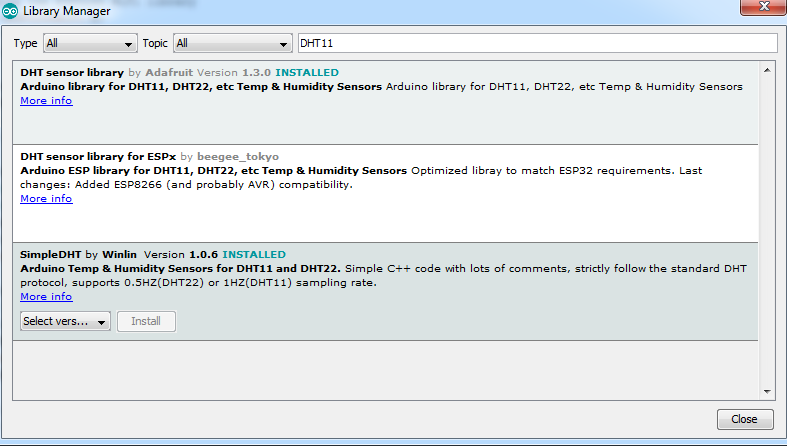 Library Manager
Type All Topic All DHT11
DHT sensor library by Adafruit Version 1.3.0 INSTALLED
Arduino library for DHT11, DHT22, etc Temp & Humidity Sensors Arduino library for DHT11, DHT22, etc Temp & Humidity Sensors
More info
DHT sensor library for ESPx by beegee_tokyo
Arduino ESP library for DHT11, DHT22, etc Temp & Humidity Sensors Optimized libray to match ESP32 requirements. Last
changes: Added ESP8266 (and probably AVR) compatibility.
More info
SimpleDHT by Winlin Version 1.0.6 INSTALLED
Arduino Temp & Humidity Sensors for DHT11 and DHT22. Simple C++ code with lots of comments, strictly follow the standard DHT
protocol, supports 0.5HZ(DHT22) or 1HZ(DHT11) sampling rate.
More info
Select vers... Install
Close